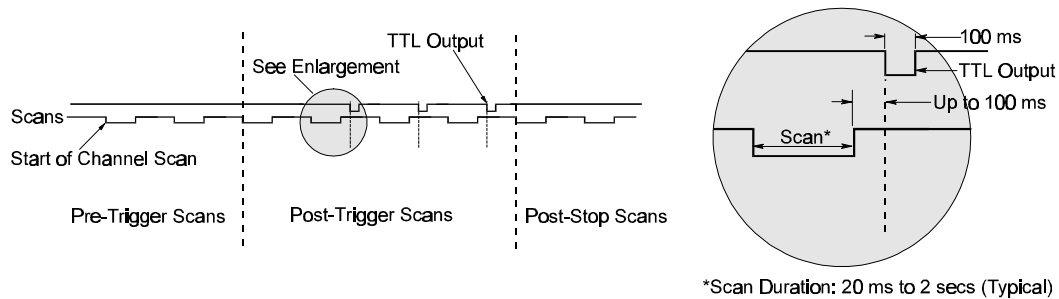 TTL Output
See Enlargement
Scans
Start of Channel Scan
Pre-Trigger Scans
Post-Trigger Scans
Post-Stop Scans
100 ms
TTL Output
Up to 100 ms
Scan*
*Scan Duration: 20 ms to 2 secs (Typical)